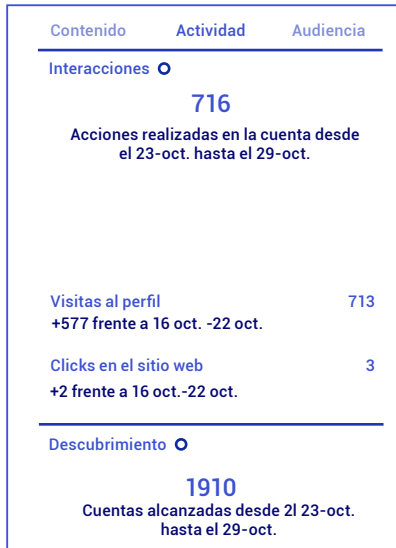 Contenido Actividad Audiencia
Interacciones
716
Acciones realizadas en la cuenta desde
el 23-oct. hasta el 29-oct.
Visitas al perfil 713
+577 frente a 16 oct. -22 oct.
Clicks en el sitio web 3
+2 frente a 16 oct.-22 oct.
Descubrimiento
1910
Cuentas alcanzadas desde 2l 23-oct.
hasta el 29-oct.